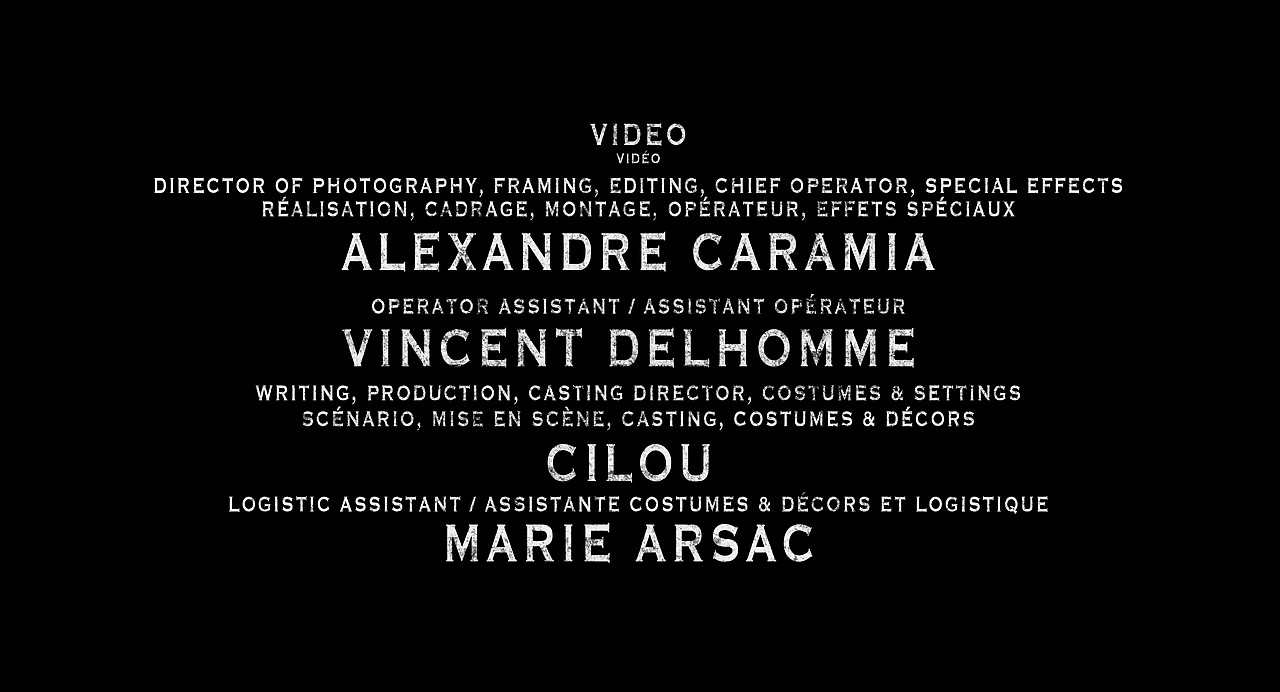 VIDEO
VIDÉO
DIRECTOR OF PHOTOGRAPHY, FRAMING, EDITING, CHIEF OPERATOR, SPECIAL EFFECTS
RÉALISATION, CADRAGE, MONTAGE, OPÉRATEUR, EFFETS SPÉCIAUX
ALEXANDRE CARAMIA
OPERATOR ASSISTANT / ASSISTANT OPÉRATEUR
VINCENT DELHOMME
WRITING, PRODUCTION, CASTING DIRECTOR, COSTUMES & SETTINGS
SCÉNARIO, MISE EN SCÈNE, CASTING, COSTUMES & DÉCORS
CILOU
LOGISTIC ASSISTANT / ASSISTANTE COSTUMES & DÉCORS ET LOGISTIQUE
MARIE ARSAC